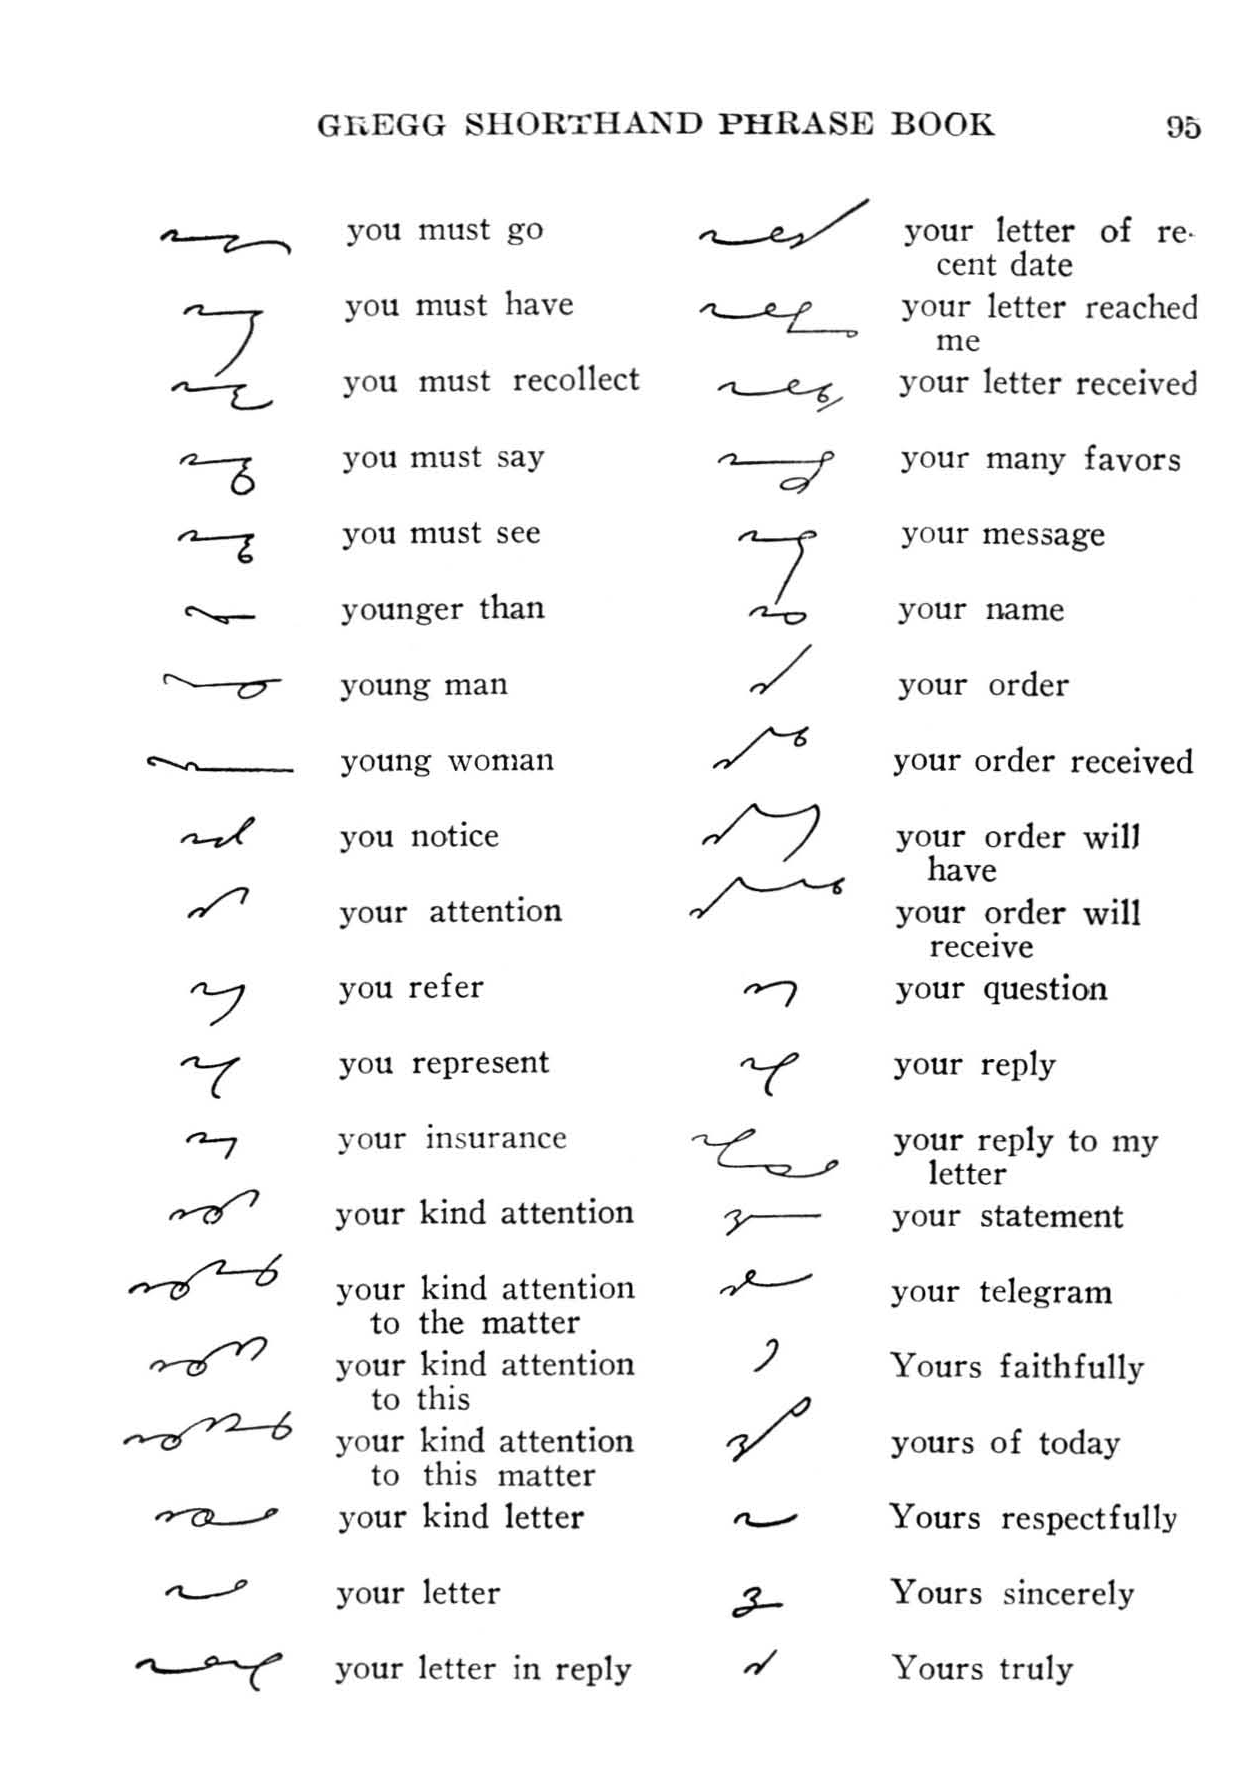 GREGG SHORTHAND PHRASE BOOK 95
you must go
you must have
you must recollect
you must say
you must see
younger than
young man
young woman
you notice
your attention
you refer
you represent
your insurance
your kind attention
your kind attention
to the matter
your kind attention
to this
your kind attention
to this matter
your kind letter
your letter
your letter in reply
your letter of re-
cent date
your letter reached
me
your letter received
your many favors
your message
your name
your order
your order received
your order will
have
your order will
receive
your question
your reply
your reply to my
letter
your statement
your telegram
Yours faithfully
yours of today
Yours respectfully
Yours sincerely
Yours truly